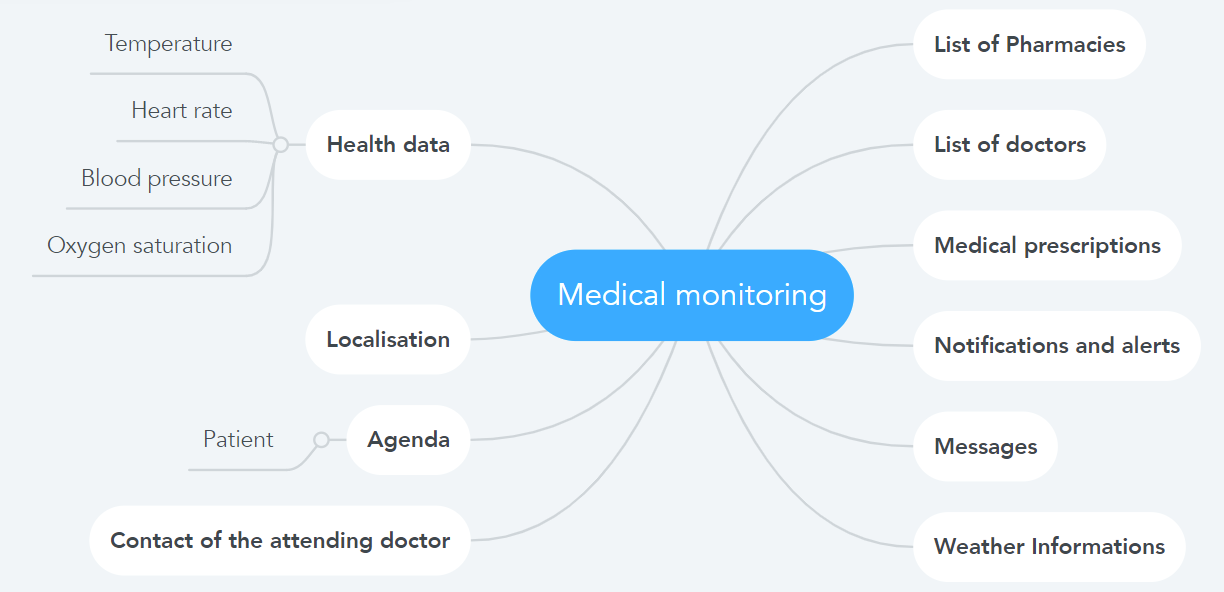 Temperature
Heart rate
Blood pressure
Oxygen saturation
Health data
Localisation
Patient
Agenda
Contact of the attending doctor
Medical monitoring
List of Pharmacies
List of doctors
Medical prescriptions
Notifications and alerts
Messages
Weather Informations